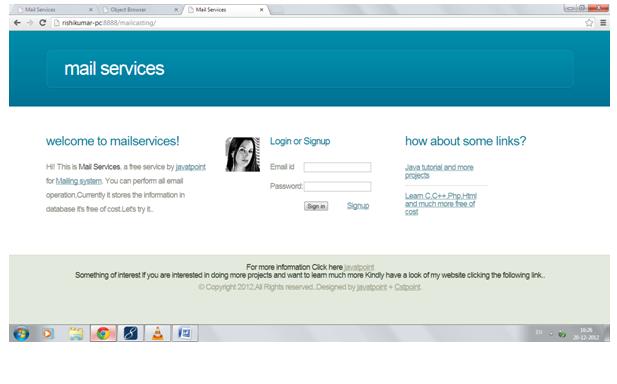 Mail Services
Object Browser
Mail Services
rishikumar-pc:8888/mailcasting/
mail services
welcome to mailservices!
Hi! This is Mail Services, a free service by javatpoint
for Mailing system. You can perform all email
operation,Currently it stores the information in
database it's free of cost.Let's try it..
Login or Signup
Email id
Password:
Sign in
Signup
how about some links?
Java tutorial and more
projects
Learn C,C++,Php,Html
and much more free of
cost
For more information Click here javatpoint
Something of interest If you are interested in doing more projects and want to learn much more Kindly have a look of my website clicking the following link..
© Copyright 2012,All Rights reserved..Designed by javatpoint + Cstpoint.
EN
16:26
20-12-2012